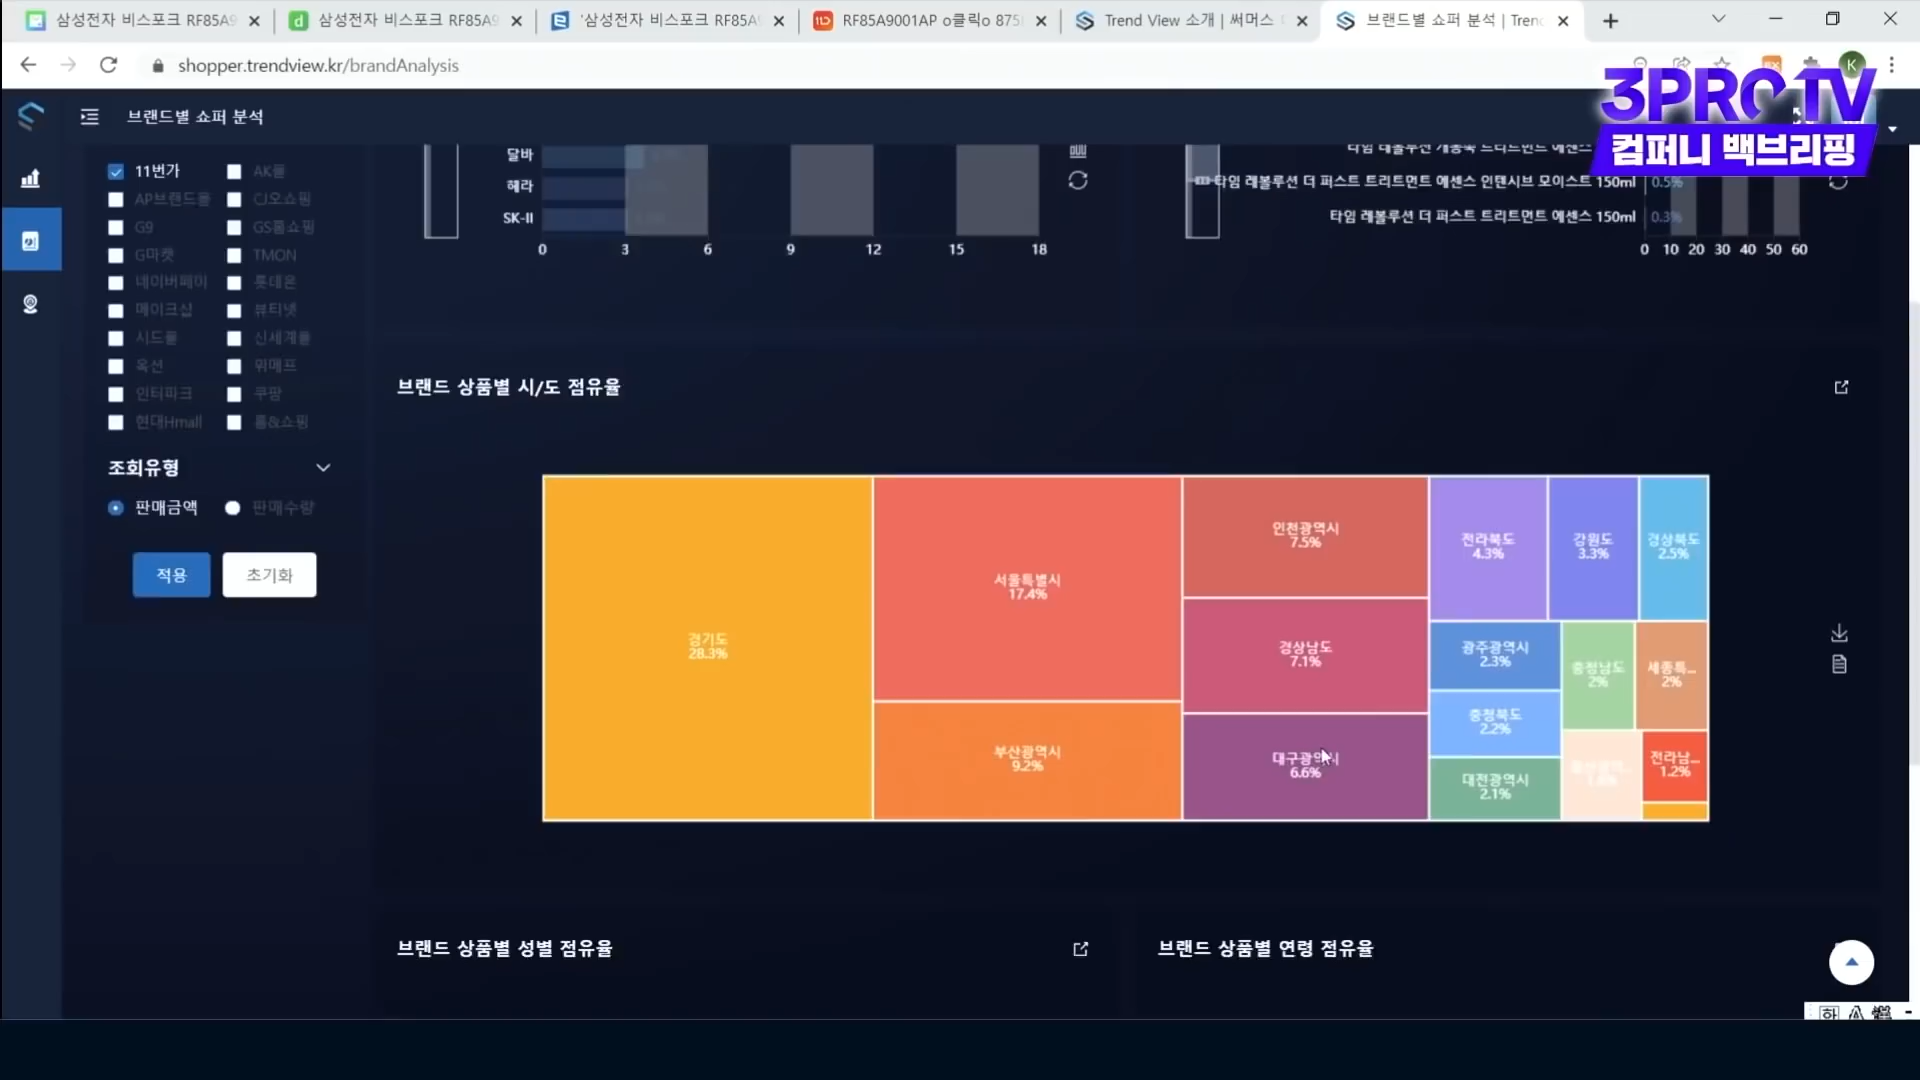 삼성전자 비스포크 RF85A9
삼성전자 비스포크 RF85A9
'삼성전자 비스포크 RF85A9
RF85A9001AP o클릭o 875
Trend View 소개 | 써머스
브랜드별 쇼퍼 분석 | Tren
shopper.trendview.kr/brandAnalysis
K
3PRO TV
컴퍼니 백브리핑
브랜드별 쇼퍼 분석
11번가
AK몰
AP브랜드몰
CJ오쇼핑
G9
GS홈쇼핑
G마켓
TMON
네이버페이
롯데온
메이크샵
뷰티넷
시드물
신세계몰
옥션
위메프
인터파크
쿠팡
현대Hmall
홈&쇼핑
조회유형
판매금액
판매수량
적용
초기화
달바
헤라
SK-II
0 3 6 9 12 15 18
타임 레볼루션 더 퍼스트 트리트먼트 에센스 인텐시브 모이스트 150ml 0.5%
타임 레볼루션 더 퍼스트 트리트먼트 에센스 150ml 0.3%
0 10 20 30 40 50 60
브랜드 상품별 시/도 점유율
경기도
28.3%
서울특별시
17.4%
부산광역시
9.2%
인천광역시
7.5%
경상남도
7.1%
대구광역시
6.6%
전라북도
4.3%
강원도
3.3%
경상북도
2.5%
광주광역시
2.3%
충청북도
2.2%
대전광역시
2.1%
충청남도
2%
세종특...
2%
전라남...
1.2%
브랜드 상품별 성별 점유율
브랜드 상품별 연령 점유율